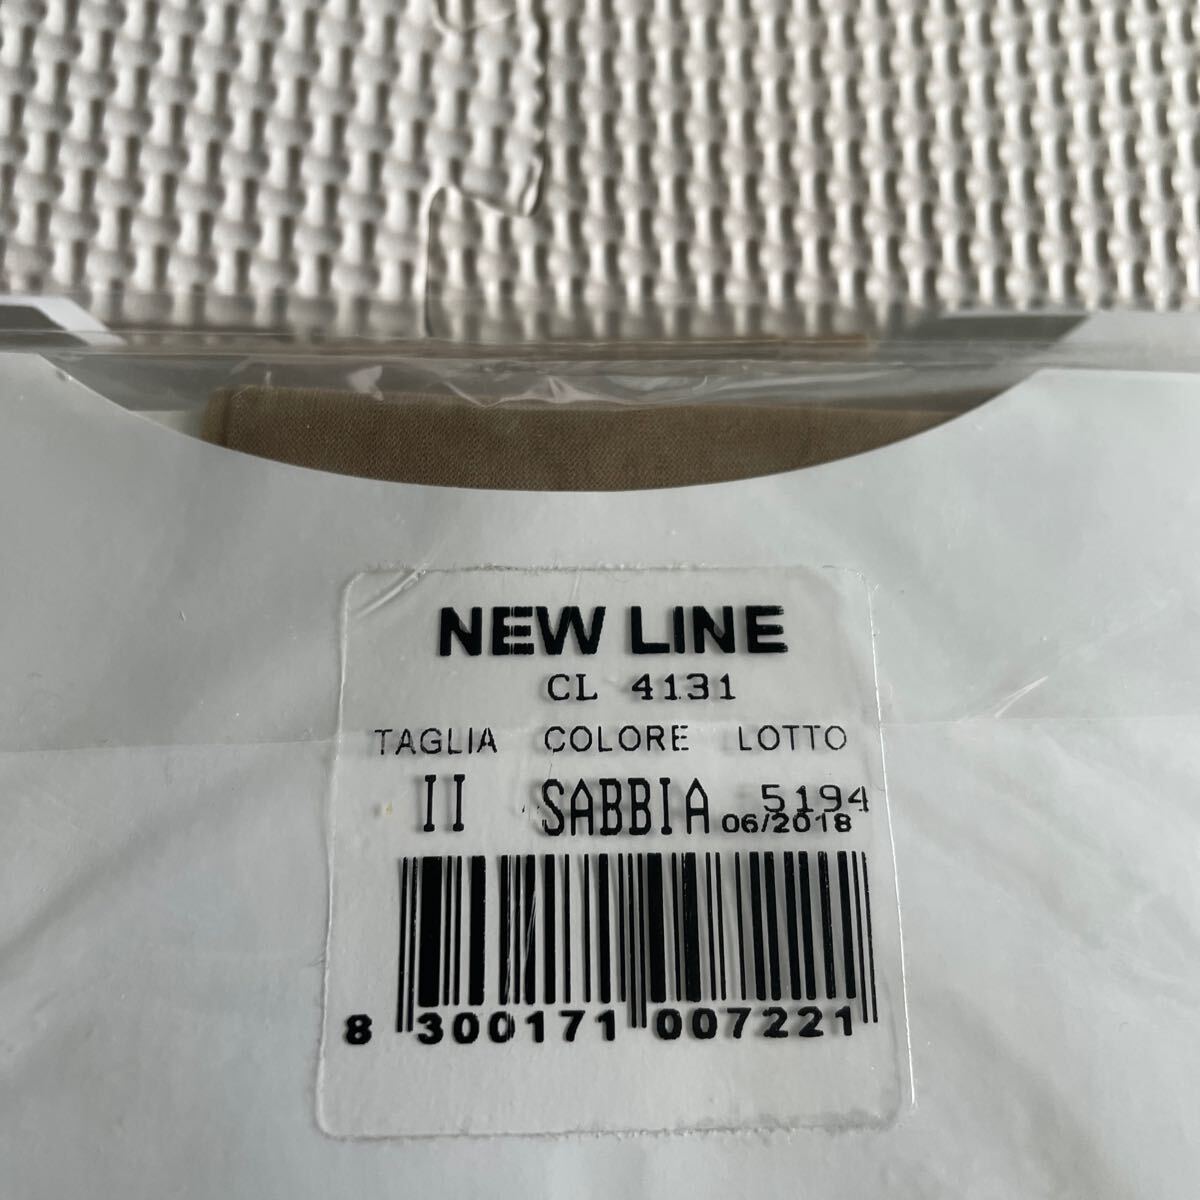 NEW LINE
CL 4131
TAGLIA COLORE LOTTO
II SABBIA 5194
06/2018
8 300171 007221